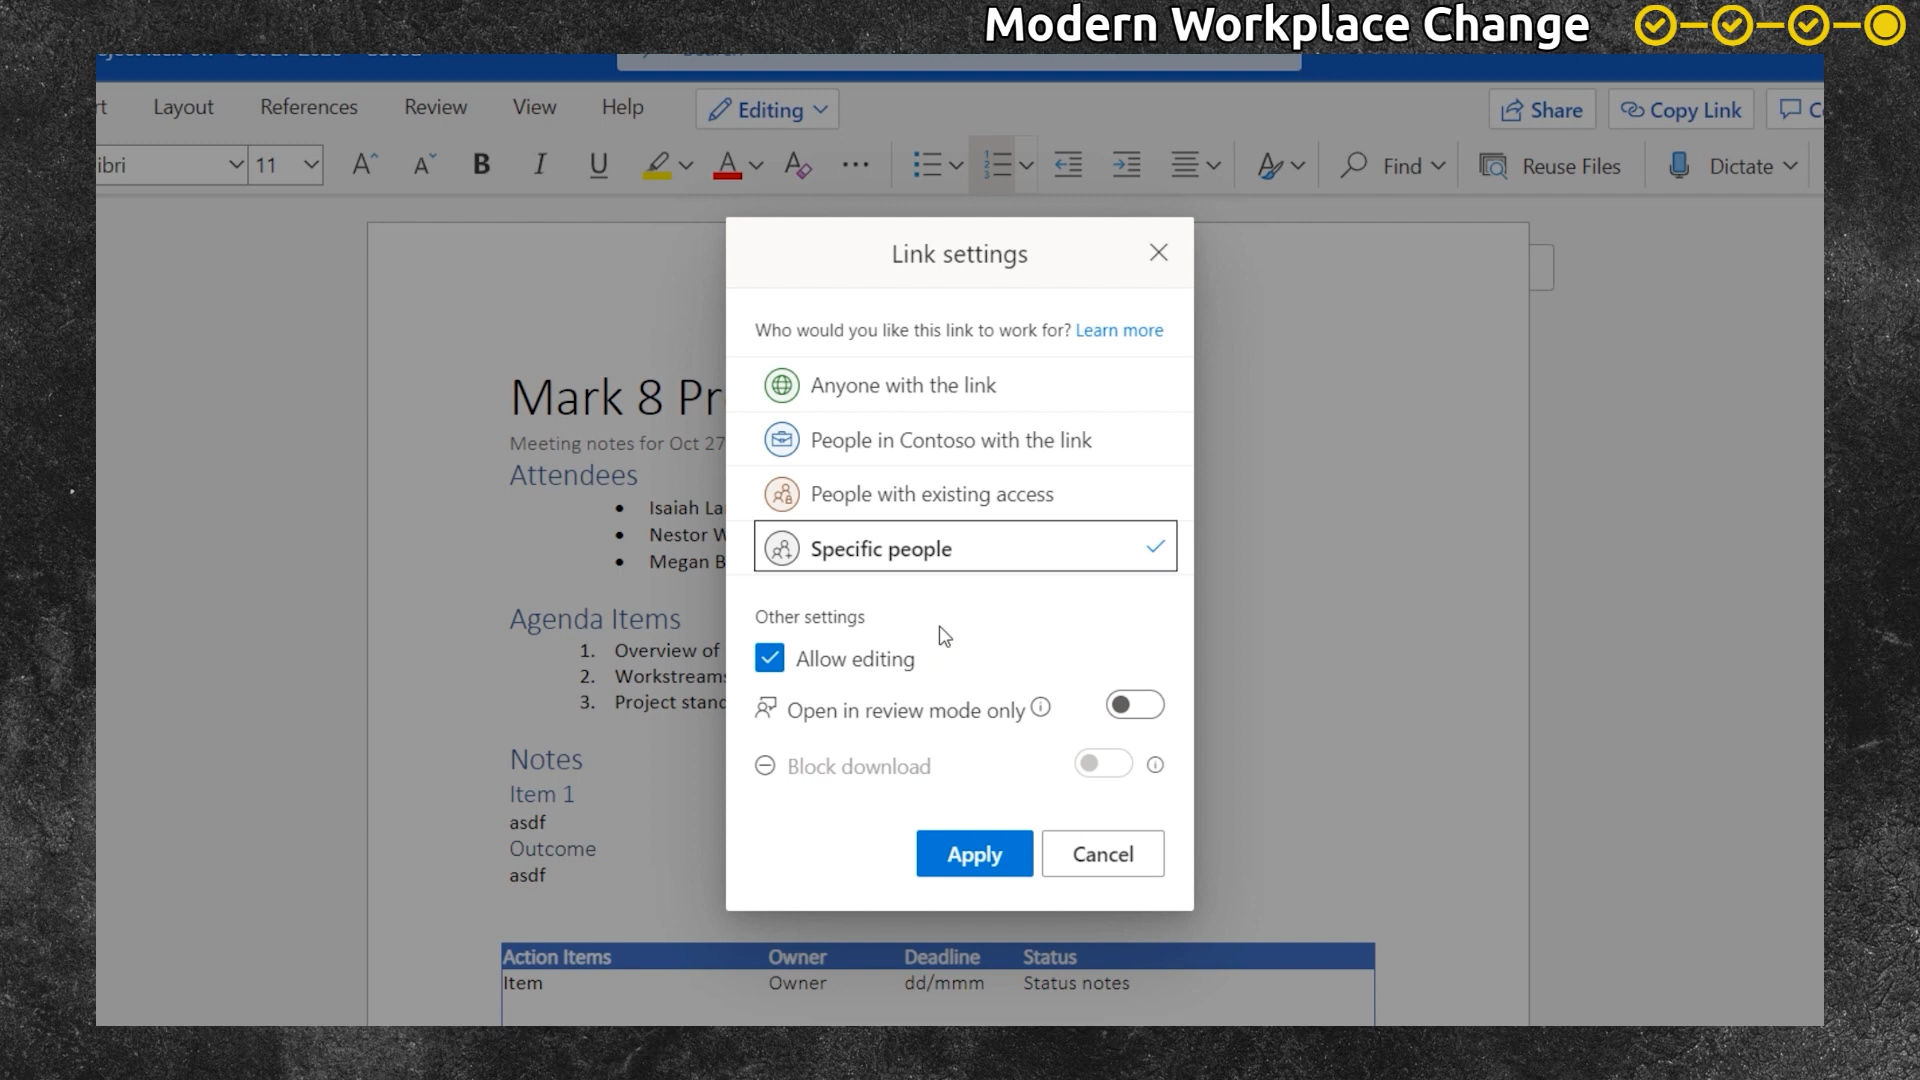 Modern Workplace Change
Layout References Review View Help Editing Share Copy Link
11 A A B I U A A Find Reuse Files Dictate
Link settings
Who would you like this link to work for? Learn more
Anyone with the link
People in Contoso with the link
People with existing access
Specific people
Other settings
Allow editing
Open in review mode only
Block download
Apply Cancel
Mark 8
Meeting notes for Oct 27
Attendees
Isaiah
Nestor
Megan
Agenda Items
1. Overview of
2. Workstreams
3. Project
Notes
Item 1
asdf
Outcome
asdf
Action Items Owner Deadline Status
Item Owner dd/mmm Status notes